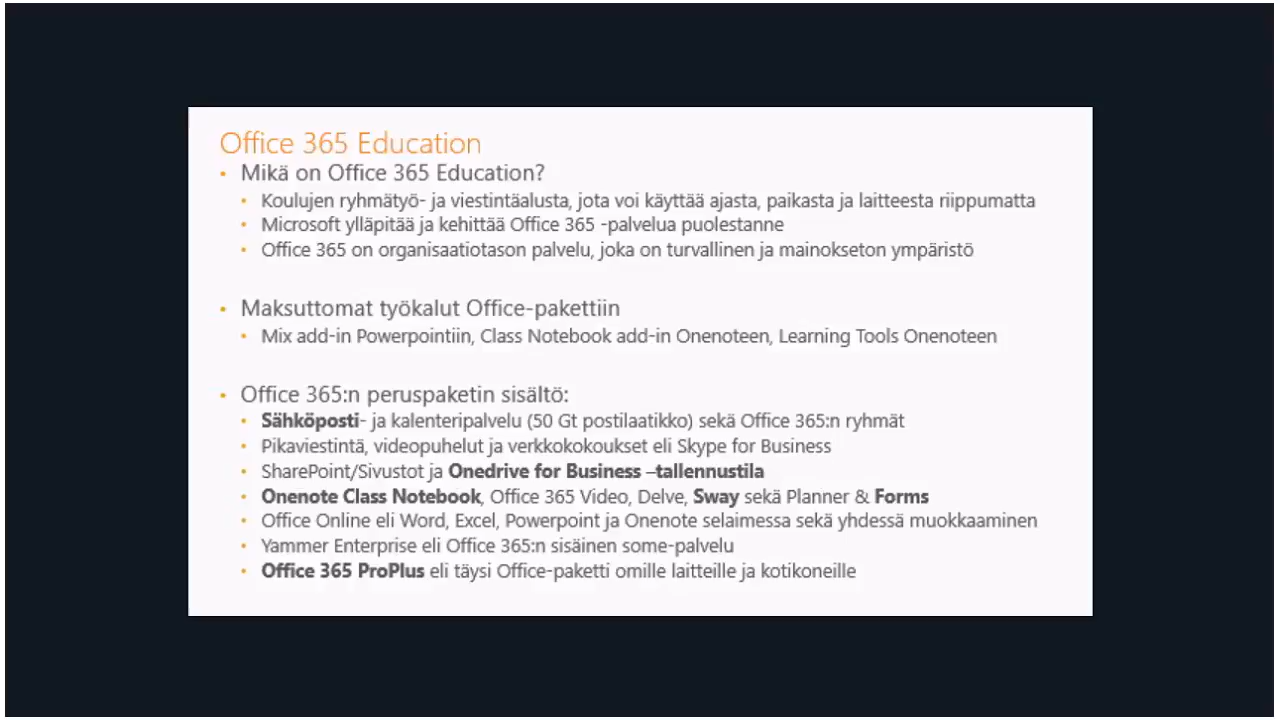 Office 365 Education
• Mikä on Office 365 Education?
• Koulujen ryhmätyö- ja viestintäalusta, jota voi käyttää ajasta, paikasta ja laitteesta riippumatta
• Microsoft ylläpitää ja kehittää Office 365 -palvelua puolestanne
• Office 365 on organisaatiotason palvelu, joka on turvallinen ja mainokseton ympäristö
• Maksuttomat työkalut Office-pakettiin
• Mix add-in Powerpointiin, Class Notebook add-in Onenoteen, Learning Tools Onenoteen
• Office 365:n peruspaketin sisältö:
• Sähköposti- ja kalenteripalvelu (50 Gt postilaatikko) sekä Office 365:n ryhmät
• Pikaviestintä, videopuhelut ja verkkokokoukset eli Skype for Business
• SharePoint/Sivustot ja Onedrive for Business –tallennustila
• Onenote Class Notebook, Office 365 Video, Delve, Sway sekä Planner & Forms
• Office Online eli Word, Excel, Powerpoint ja Onenote selaimessa sekä yhdessä muokkaaminen
• Yammer Enterprise eli Office 365:n sisäinen some-palvelu
• Office 365 ProPlus eli täysi Office-paketti omille laitteille ja kotikoneille